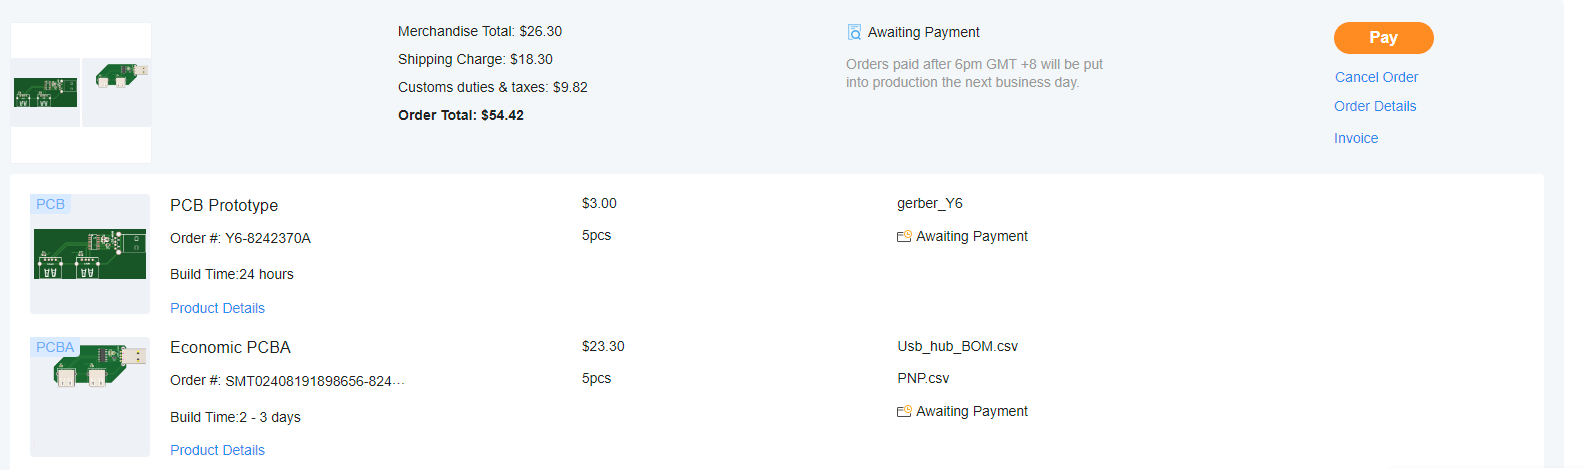 Merchandise Total: $26.30
Shipping Charge: $18.30
Customs duties & taxes: $9.82
Order Total: $54.42
Awaiting Payment
Orders paid after 6pm GMT +8 will be put
into production the next business day.
Pay
Cancel Order
Order Details
Invoice
PCB
PCB Prototype
Order #: Y6-8242370A
Build Time:24 hours
Product Details
$3.00
5pcs
gerber_Y6
Awaiting Payment
PCBA
Economic PCBA
Order #: SMT02408191898656-824...
Build Time:2 - 3 days
Product Details
$23.30
5pcs
Usb_hub_BOM.csv
PNP.csv
Awaiting Payment